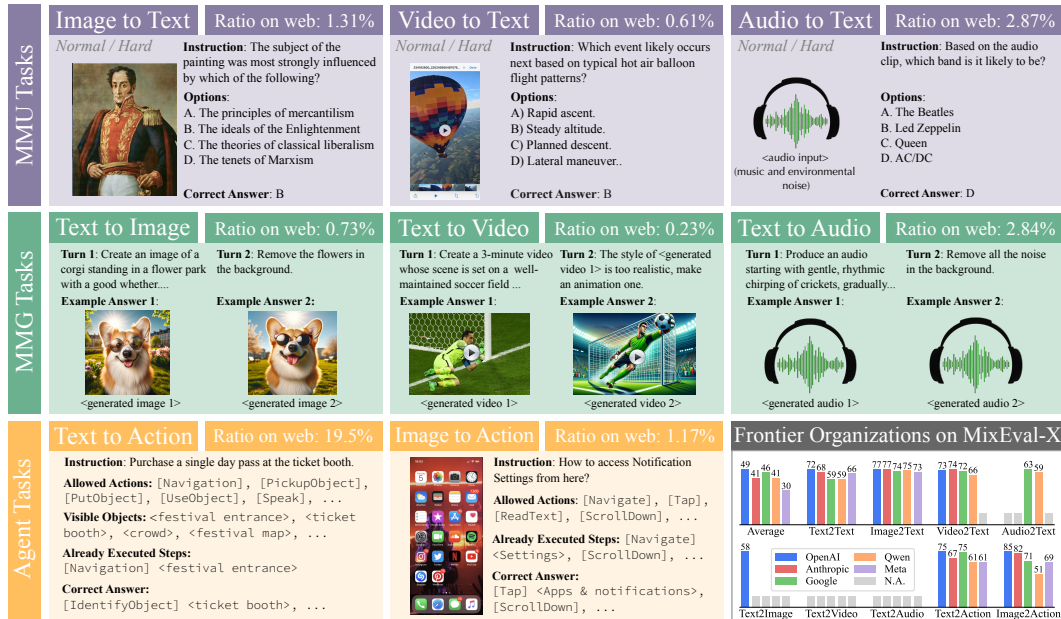 MMU Tasks
Image to Text
Ratio on web: 1.31%
Normal / Hard
Instruction: The subject of the
painting was most strongly influenced
by which of the following?
Options:
A. The principles of mercantilism
B. The ideals of the Enlightenment
C. The theories of classical liberalism
D. The tenets of Marxism
Correct Answer: B
Video to Text
Ratio on web: 0.61%
Normal / Hard
Instruction: Which event likely occurs
next based on typical hot air balloon
flight patterns?
Options:
A) Rapid ascent.
B) Steady altitude.
C) Planned descent.
D) Lateral maneuver..
Correct Answer: B
Audio to Text
Ratio on web: 2.87%
Normal / Hard
<audio input>
(music and environmental
noise)
Instruction: Based on the audio
clip, which band is it likely to be?
Options:
A. The Beatles
B. Led Zeppelin
C. Queen
D. AC/DC
Correct Answer: D
MMG Tasks
Text to Image
Ratio on web: 0.73%
Turn 1: Create an image of a
corgi standing in a flower park
with a good whether....
Example Answer 1:
<generated image 1>
Turn 2: Remove the flowers in
the background.
Example Answer 2:
<generated image 2>
Text to Video
Ratio on web: 0.23%
Turn 1: Create a 3-minute video
whose scene is set on a well-
maintained soccer field ...
Example Answer 1:
<generated video 1>
Turn 2: The style of <generated
video 1> is too realistic, make
an animation one.
Example Answer 2:
<generated video 2>
Text to Audio
Ratio on web: 2.84%
Turn 1: Produce an audio
starting with gentle, rhythmic
chirping of crickets, gradually...
Example Answer 1:
<generated audio 1>
Turn 2: Remove all the noise
in the background.
Example Answer 2:
<generated audio 2>
Agent Tasks
Text to Action
Ratio on web: 19.5%
Instruction: Purchase a single day pass at the ticket booth.
Allowed Actions: [Navigation], [PickupObject],
[PutObject], [UseObject], [Speak], ...
Visible Objects: <festival entrance>, <ticket
booth>, <crowd>, <festival map>, ...
Already Executed Steps:
[Navigation] <festival entrance>
Correct Answer:
[IdentifyObject] <ticket booth>, ...
Image to Action
Ratio on web: 1.17%
Instruction: How to access Notification
Settings from here?
Allowed Actions: [Navigate], [Tap],
[ReadText], [ScrollDown], ...
Already Executed Steps: [Navigate]
<Settings>, [ScrollDown], ...
Correct Answer:
[Tap] <Apps & notifications>,
[ScrollDown], ...
Frontier Organizations on MixEval-X
49 41 46 41 30
72 68 59 59 66
77 77 74 75 73
73 74 72 66
63 59
Average Text2Text Image2Text Video2Text Audio2Text
58
OpenAI Qwen
Anthropic Meta
Google N.A.
75 67 75 61 61
85 82 71 51 69
Text2Image Text2Video Text2Audio Text2Action Image2Action